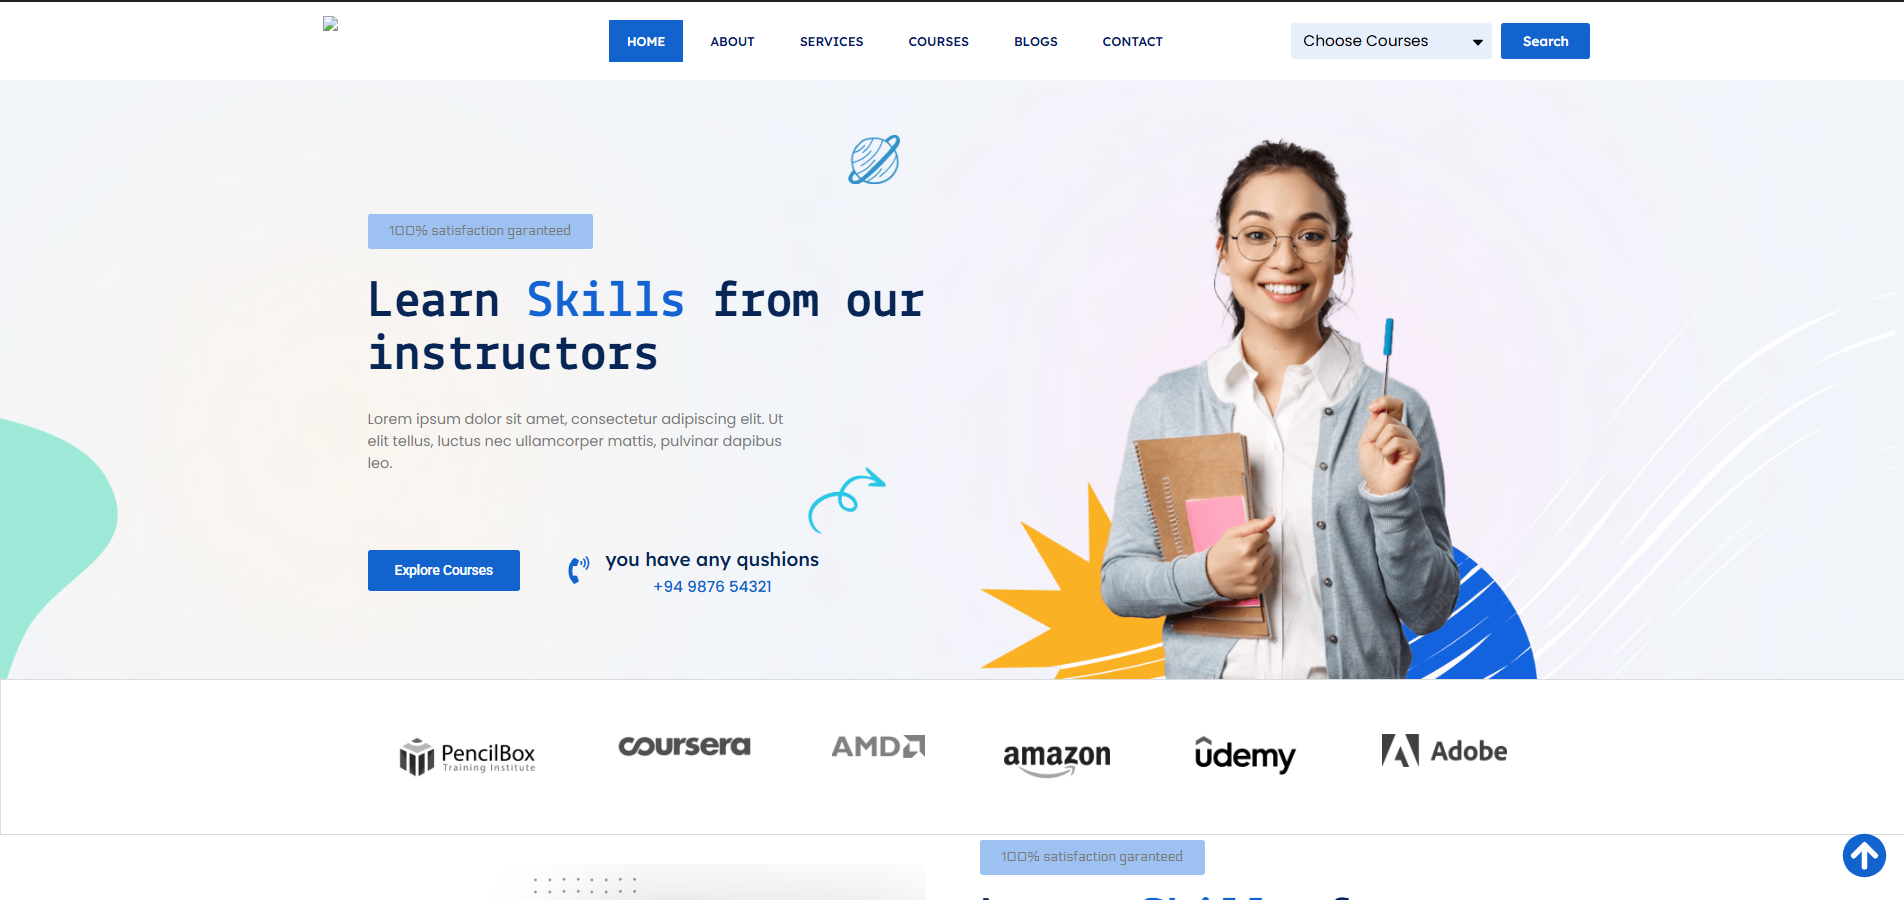 HOME ABOUT SERVICES COURSES BLOGS CONTACT Choose Courses Search
100% satisfaction garanteed
Learn Skills from our
instructors
Lorem ipsum dolor sit amet, consectetur adipiscing elit. Ut
elit tellus, luctus nec ullamcorper mattis, pulvinar dapibus
leo.
Explore Courses
you have any qushions
+94 9876 54321
PencilBox
Training Institute
coursera
AMD
amazon
udemy
Adobe
100% satisfaction garanteed